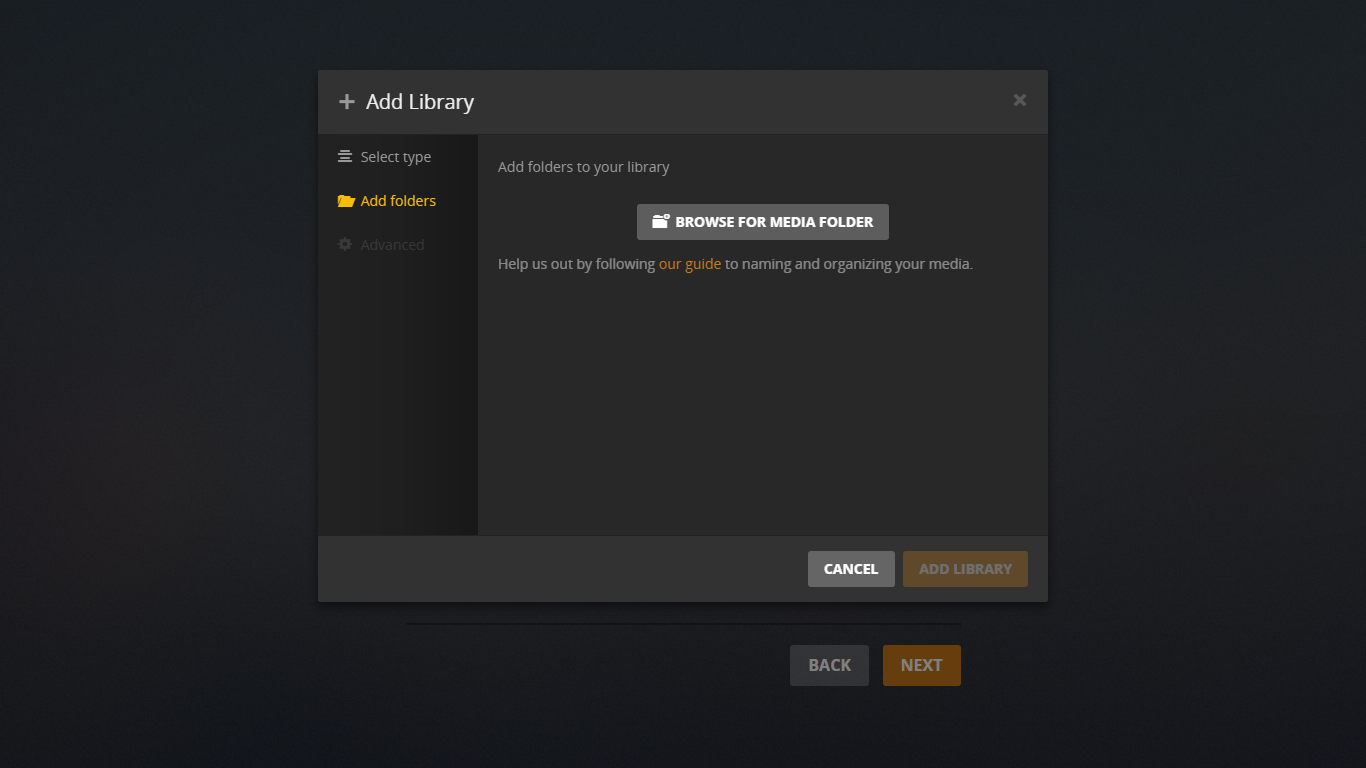 Add Library
Select type
Add folders
Advanced
Add folders to your library
BROWSE FOR MEDIA FOLDER
Help us out by following our guide to naming and organizing your media.
CANCEL
ADD LIBRARY
BACK
NEXT